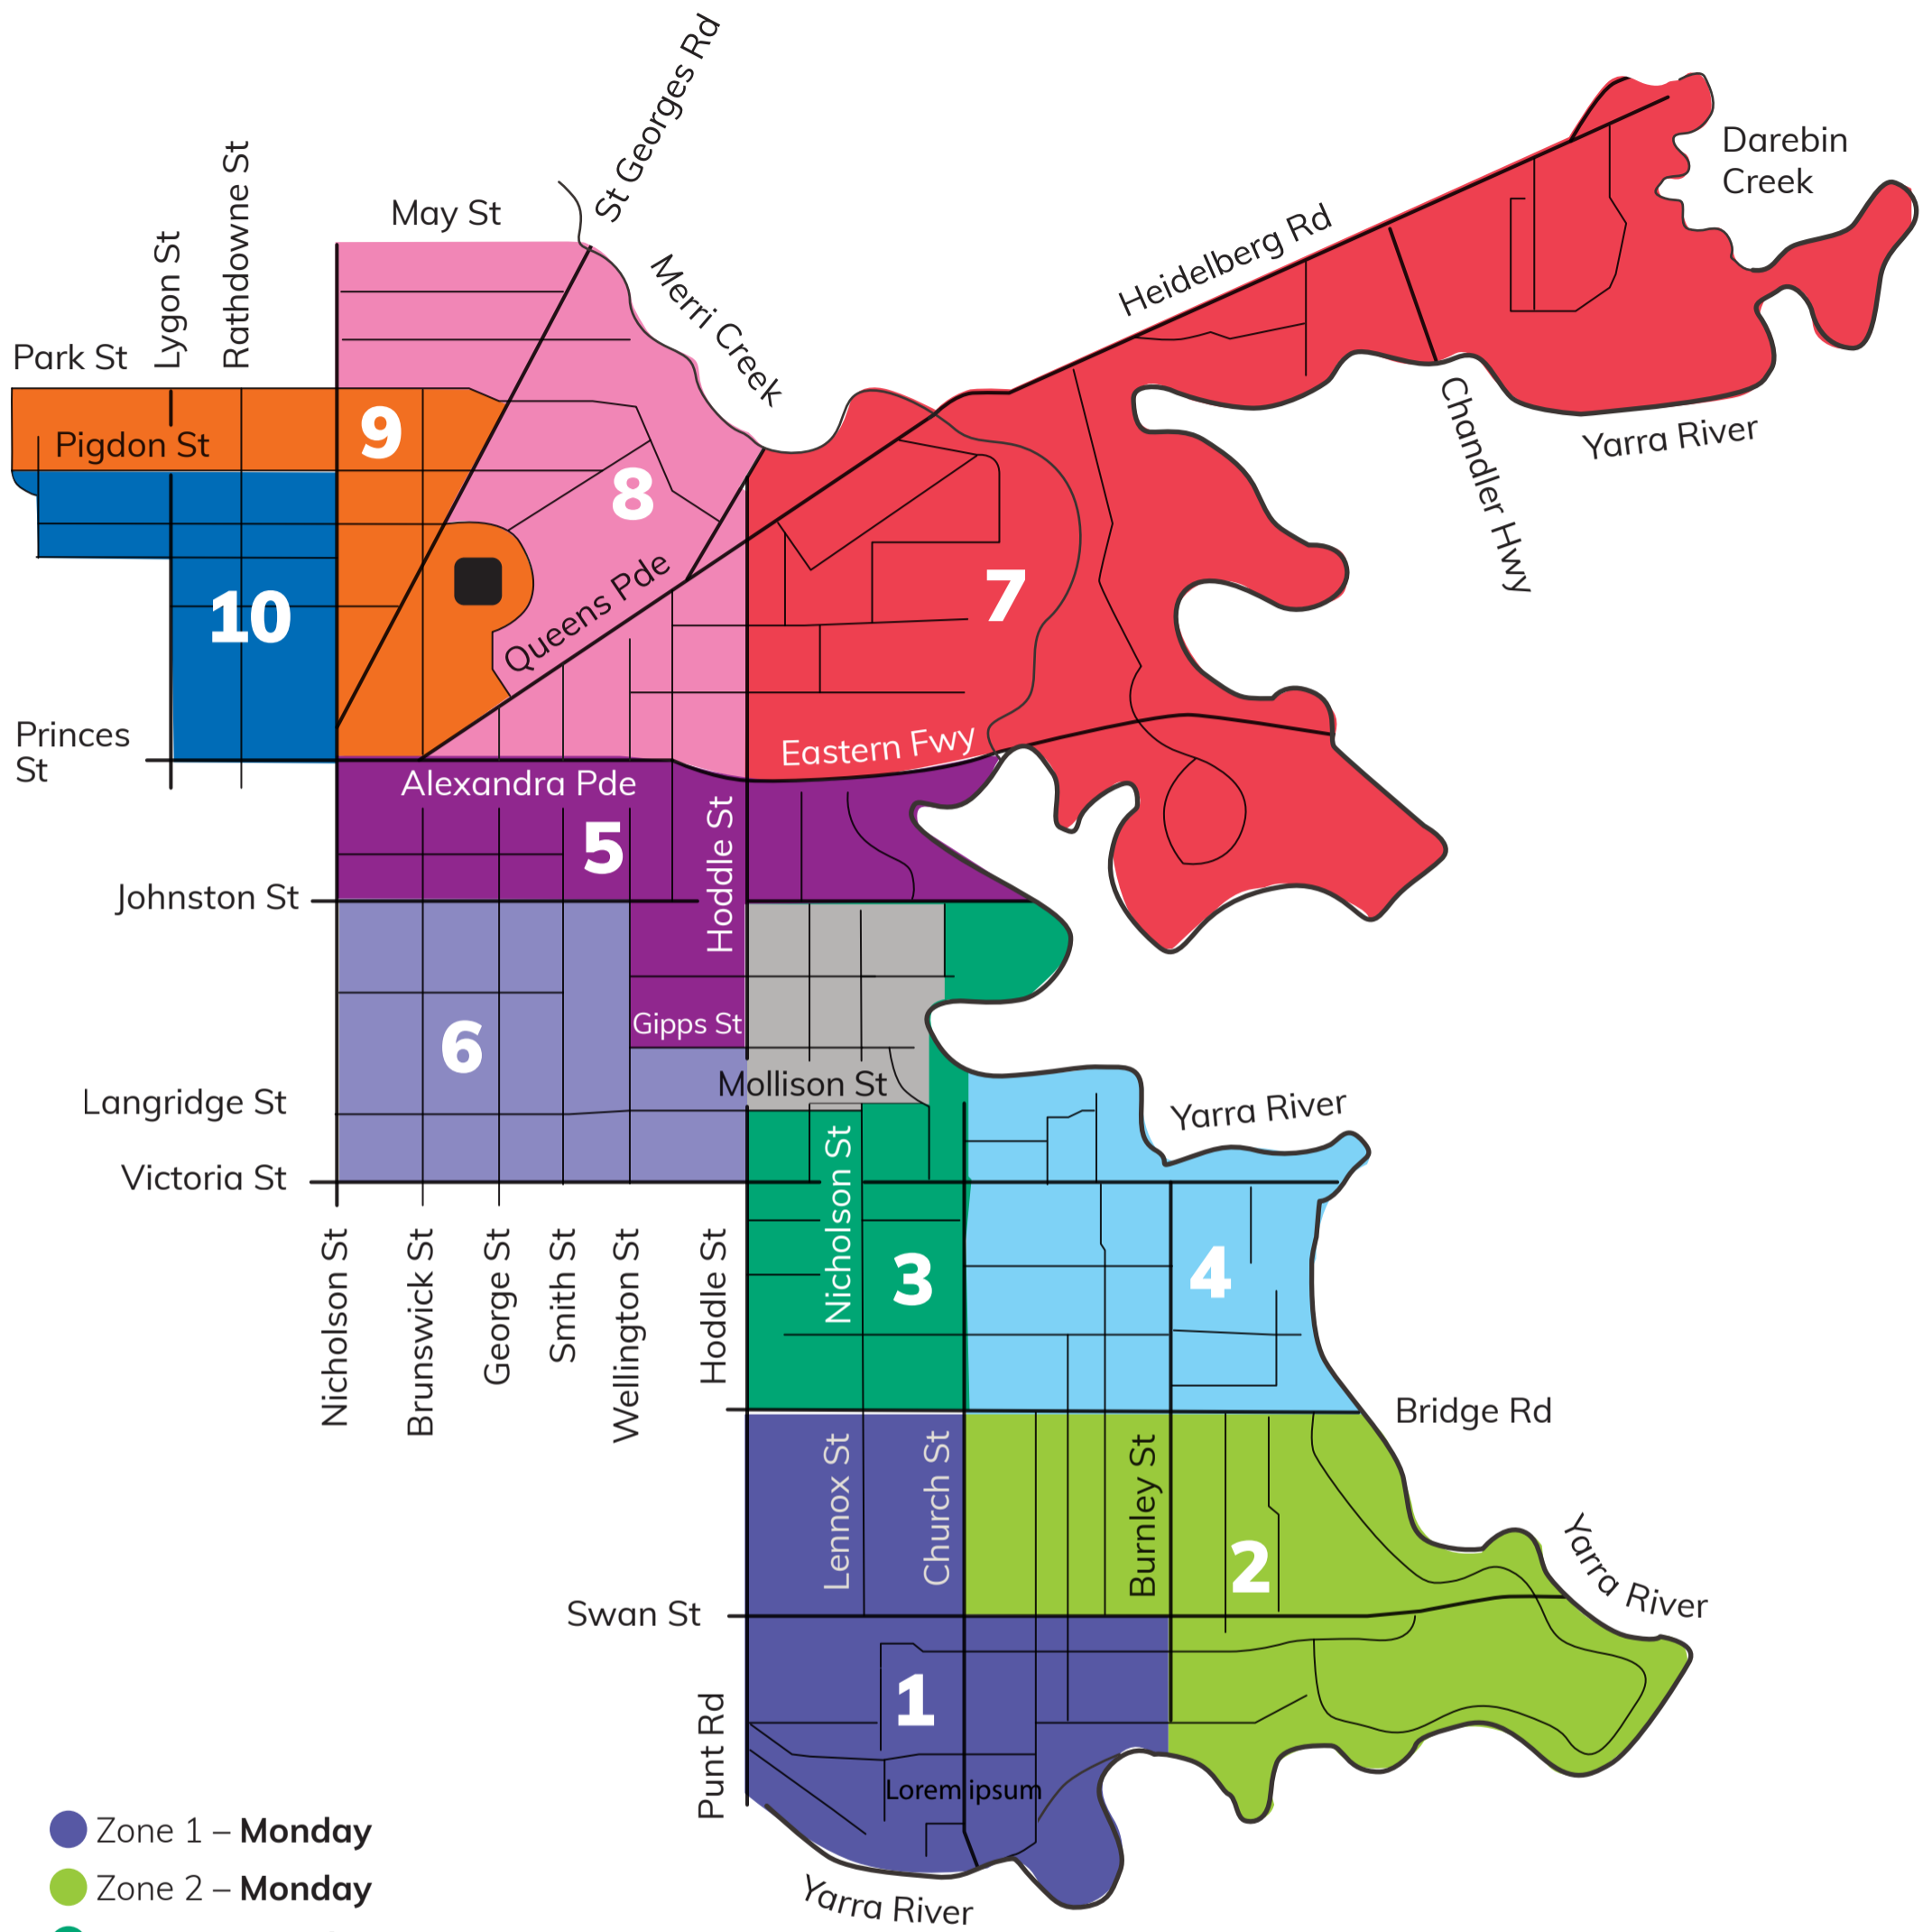 St Georges Rd
May St
Lygon St
Rathdowne St
Park St
Merri Creek
Heidelberg Rd
Darebin
Creek
Chandler Hwy
Yarra River
9
Pigdon St
8
10
Queens Pde
7
Princes
St
Alexandra Pde
Eastern Fwy
5
Hoddle St
Johnston St
6
Gipps St
Mollison St
Langridge St
Yarra River
Victoria St
Nicholson St
Brunswick St
George St
Smith St
Wellington St
Hoddle St
Nicholson St
3
4
Bridge Rd
Lennox St
Church St
Burnley St
2
Yarra River
Swan St
1
Punt Rd
Lorem ipsum
Yarra River
Zone 1 – Monday
Zone 2 – Monday